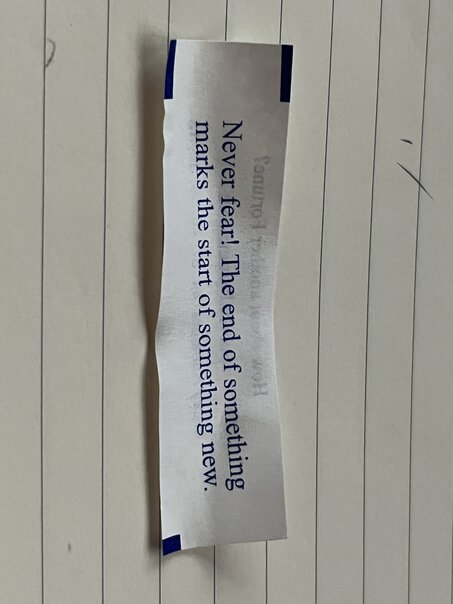 Never fear! The end of something
marks the start of something new.